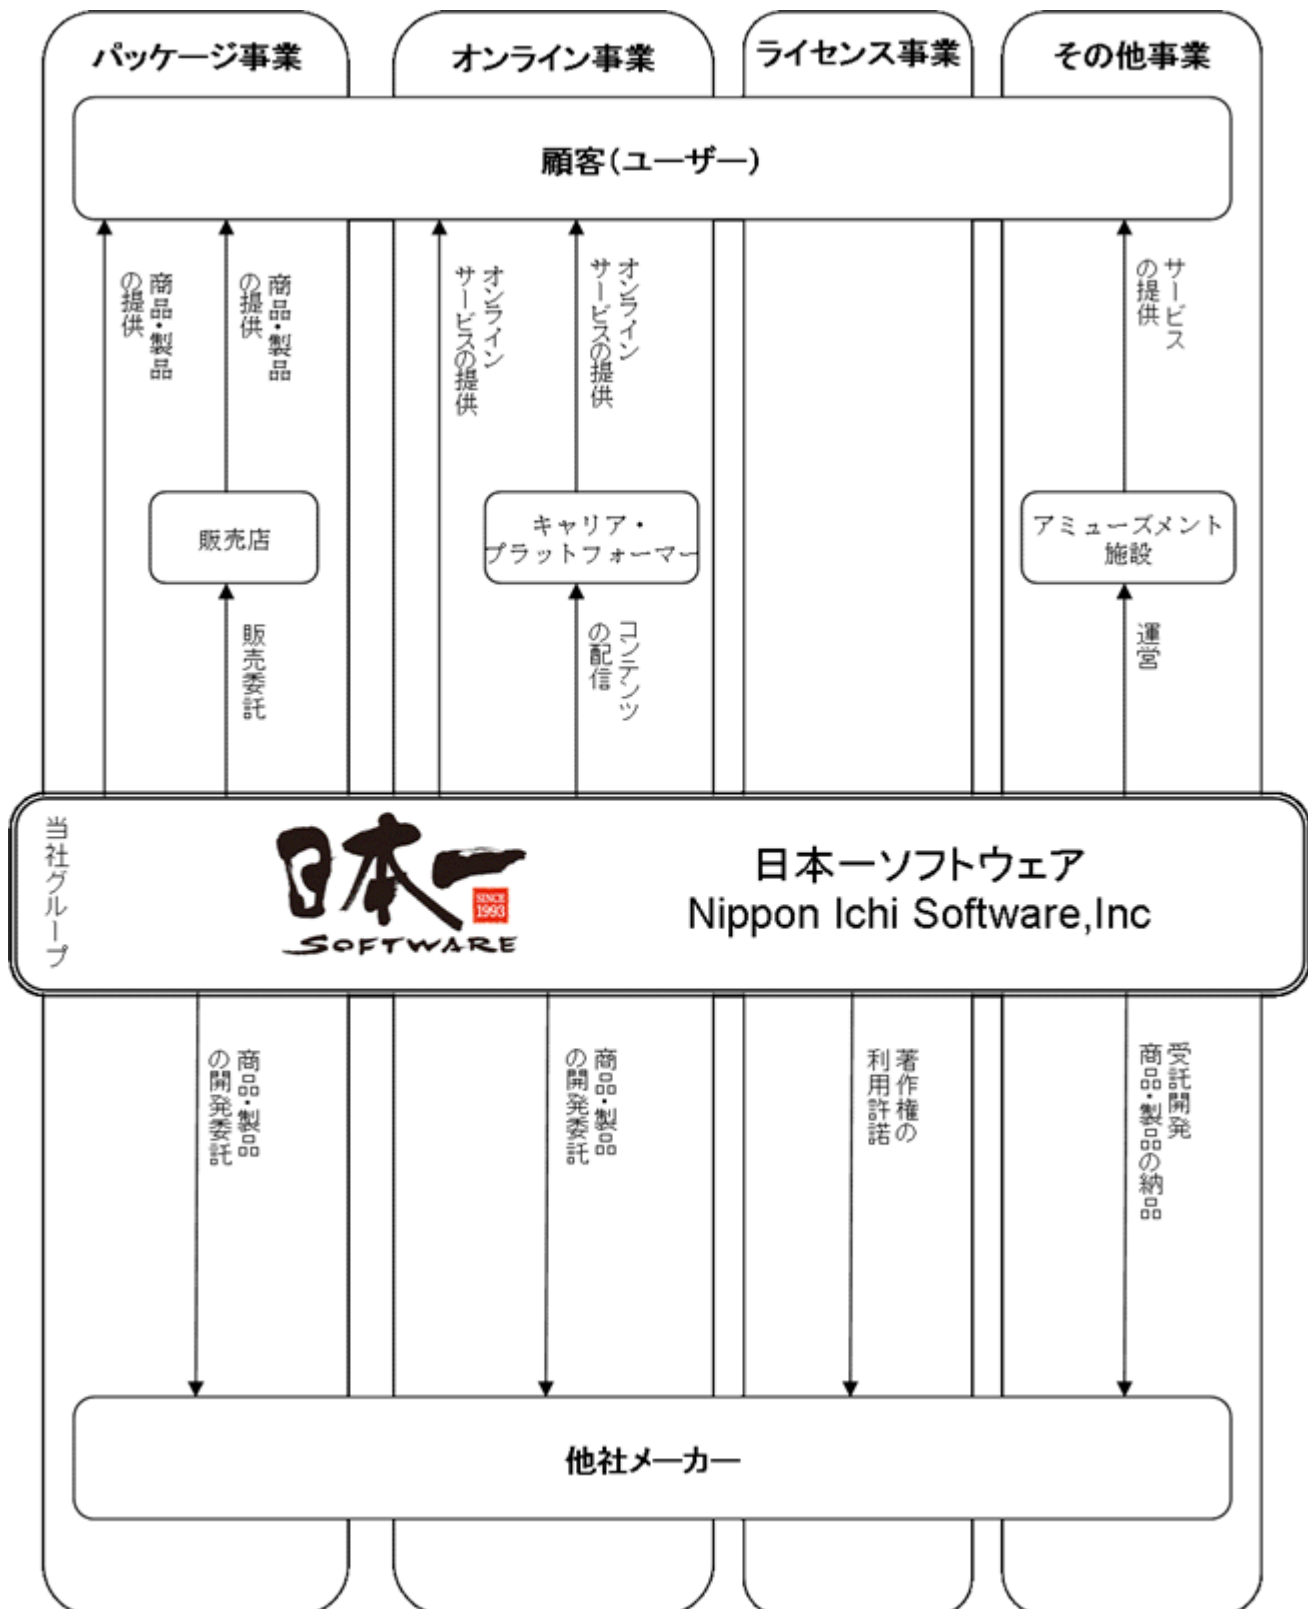 パッケージ事業
オンライン事業
ライセンス事業
その他事業
顧客(ユーザー)
商品・製品
の提供
商品・製品
の提供
オンライン
サービスの提供
オンライン
サービスの提供
サービス
の提供
販売店
キャリア・
プラットフォーマー
アミューズメント
施設
販売委託
コンテンツ
の配信
運営
当社グループ
日本一
SINCE
1993
SOFTWARE
日本一ソフトウェア
Nippon Ichi Software,Inc
商品・製品
の開発委託
商品・製品
の開発委託
著作権の
利用許諾
受託開発
商品・製品の納品
他社メーカー